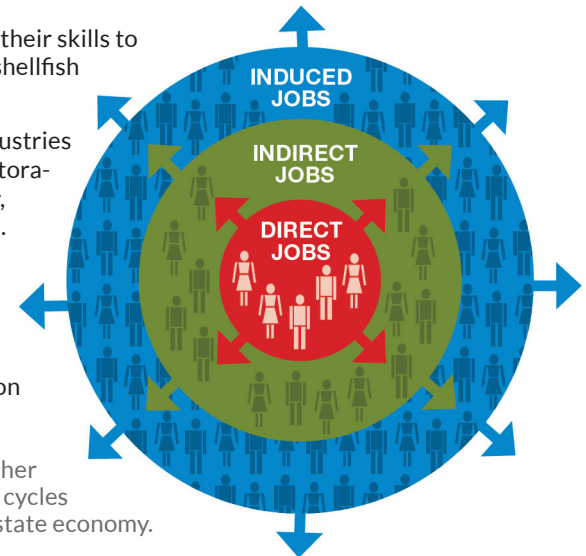 their skills to
shellfish
ustries
tora-
,
.
on
her
cycles
state economy.
INDUCED
JOBS
INDIRECT
JOBS
DIRECT
JOBS